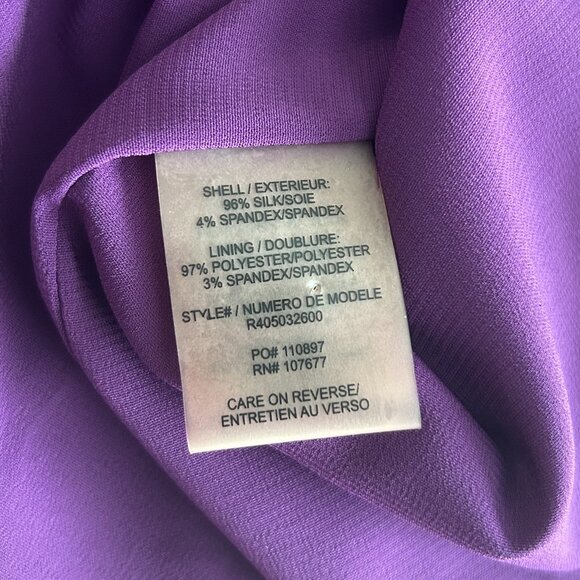 SHELL / EXTERIEUR:
96% SILK/SOIE
4% SPANDEX/SPANDEX
LINING / DOUBLURE:
97% POLYESTER/POLYESTER
3% SPANDEX/SPANDEX
STYLE# / NUMERO DE MODELE
R405032600
PO# 110897
RN# 107677
CARE ON REVERSE/
ENTRETIEN AU VERSO